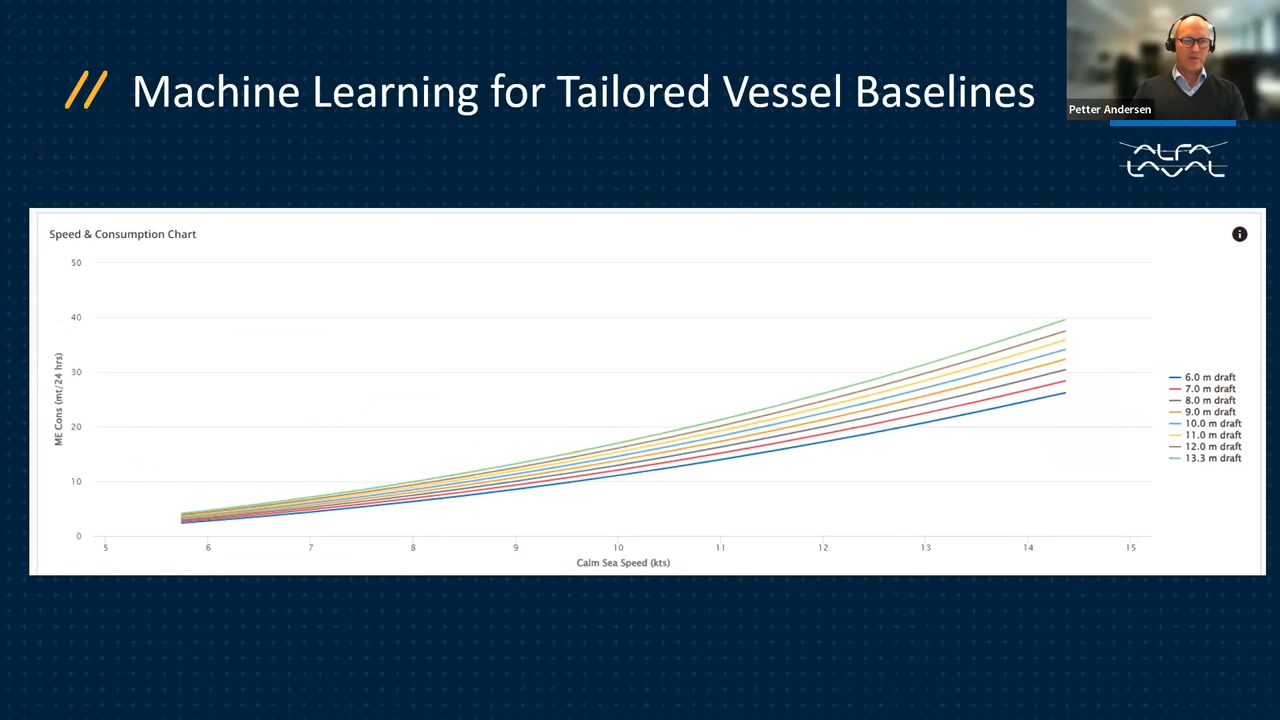 // Machine Learning for Tailored Vessel Baselines
Petter Andersen
ALFA
LAVAL
Speed & Consumption Chart
i
50
40
30
20
10
0
ME Cons (mt/24 hrs)
5 6 7 8 9 10 11 12 13 14 15
Calm Sea Speed (kts)
6.0 m draft
7.0 m draft
8.0 m draft
9.0 m draft
10.0 m draft
11.0 m draft
12.0 m draft
13.3 m draft